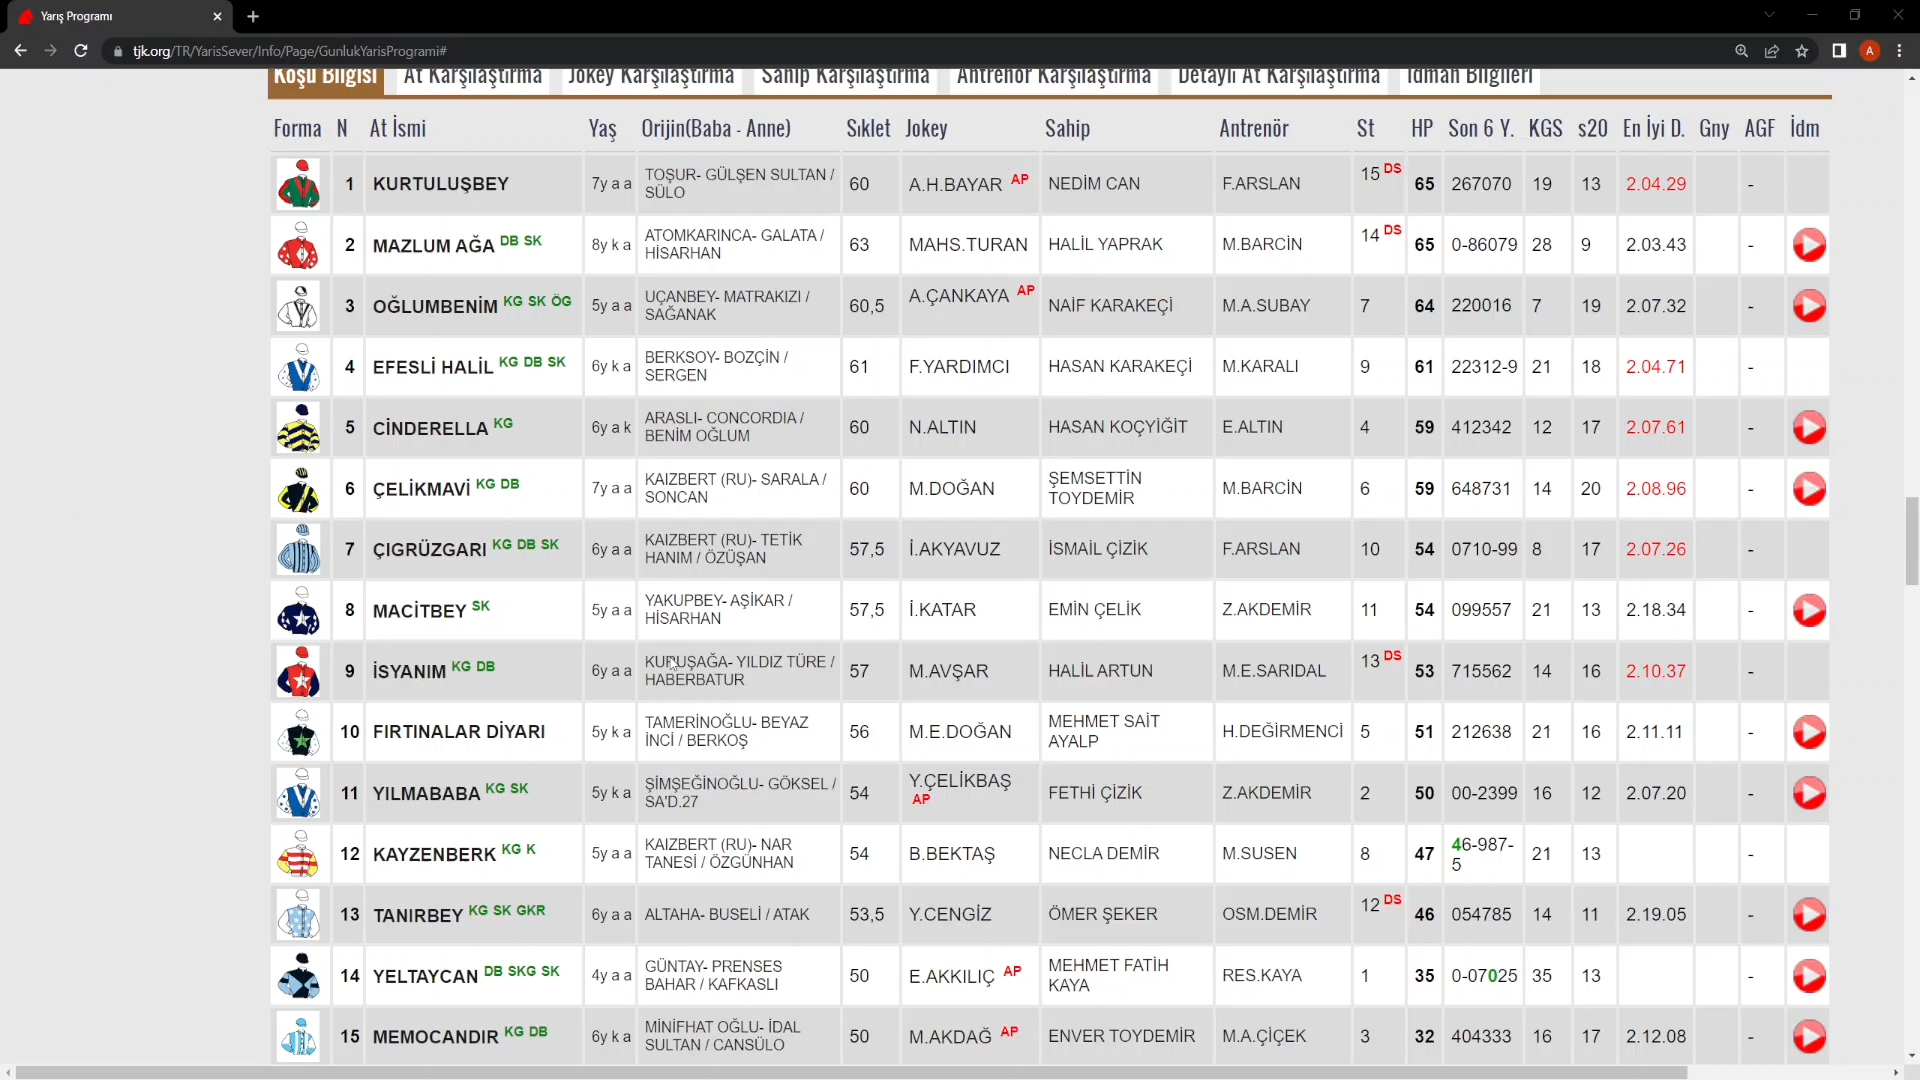 Yarış Programı
tjk.org/TR/YarisSever/Info/Page/GunlukYarisProgrami#
A
Koşu Bilgisi At Karşılaştırma Jokey Karşılaştırma Sahip Karşılaştırma Antrenör Karşılaştırma Detaylı At Karşılaştırma İdman Bilgileri
Forma N At İsmi Yaş Orijin(Baba - Anne) Sıklet Jokey Sahip Antrenör St HP Son 6 Y. KGS s20 En İyi D. Gny AGF İdm
1 KURTULUŞBEY 7y a a TOŞUR- GÜLŞEN SULTAN / SÜLO 60 A.H.BAYAR AP NEDİM CAN F.ARSLAN 15 DS 65 267070 19 13 2.04.29 -
2 MAZLUM AĞA DB SK 8y k a ATOMKARINCA- GALATA / HİSARHAN 63 MAHS.TURAN HALİL YAPRAK M.BARCİN 14 DS 65 0-86079 28 9 2.03.43 -
3 OĞLUMBENİM KG SK ÖG 5y a a UÇANBEY- MATRAKIZI / SAĞANAK 60,5 A.ÇANKAYA AP NAİF KARAKEÇİ M.A.SUBAY 7 64 220016 7 19 2.07.32 -
4 EFESLİ HALİL KG DB SK 6y k a BERKSOY- BOZÇİN / SERGEN 61 F.YARDIMCI HASAN KARAKEÇİ M.KARALI 9 61 22312-9 21 18 2.04.71 -
5 CİNDERELLA KG 6y a k ARASLI- CONCORDIA / BENİM OĞLUM 60 N.ALTIN HASAN KOÇYİĞİT E.ALTIN 4 59 412342 12 17 2.07.61 -
6 ÇELİKMAVİ KG DB 7y a a KAIZBERT (RU)- SARALA / SONCAN 60 M.DOĞAN ŞEMSETTİN TOYDEMİR M.BARCİN 6 59 648731 14 20 2.08.96 -
7 ÇIGRÜZGARI KG DB SK 6y a a KAIZBERT (RU)- TETİK HANIM / ÖZÜŞAN 57,5 İ.AKYAVUZ İSMAİL ÇİZİK F.ARSLAN 10 54 0710-99 8 17 2.07.26 -
8 MACİTBEY SK 5y a a YAKUPBEY- AŞİKAR / HİSARHAN 57,5 İ.KATAR EMİN ÇELİK Z.AKDEMİR 11 54 099557 21 13 2.18.34 -
9 İSYANIM KG DB 6y a a KURUŞAĞA- YILDIZ TÜRE / HABERBATUR 57 M.AVŞAR HALİL ARTUN M.E.SARIDAL 13 DS 53 715562 14 16 2.10.37 -
10 FIRTINALAR DİYARI 5y k a TAMERİNOĞLU- BEYAZ İNCİ / BERKOŞ 56 M.E.DOĞAN MEHMET SAİT AYALP H.DEĞİRMENCİ 5 51 212638 21 16 2.11.11 -
11 YILMABABA KG SK 5y k a ŞİMŞEĞİNOĞLU- GÖKSEL / SA'D.27 54 Y.ÇELİKBAŞ AP FETHİ ÇİZİK Z.AKDEMİR 2 50 00-2399 16 12 2.07.20 -
12 KAYZENBERK KG K 5y a a KAIZBERT (RU)- NAR TANESİ / ÖZGÜNHAN 54 B.BEKTAŞ NECLA DEMİR M.SUSEN 8 47 46-987-5 21 13 -
13 TANIRBEY KG SK GKR 6y a a ALTAHA- BUSELİ / ATAK 53,5 Y.CENGİZ ÖMER ŞEKER OSM.DEMİR 12 DS 46 054785 14 11 2.19.05 -
14 YELTAYCAN DB SKG SK 4y a a GÜNTAY- PRENSES BAHAR / KAFKASLI 50 E.AKKILIÇ AP MEHMET FATİH KAYA RES.KAYA 1 35 0-07025 35 13 -
15 MEMOCANDIR KG DB 6y k a MİNİFHAT OĞLU- İDAL SULTAN / CANSÜLO 50 M.AKDAĞ AP ENVER TOYDEMİR M.A.ÇİÇEK 3 32 404333 16 17 2.12.08 -